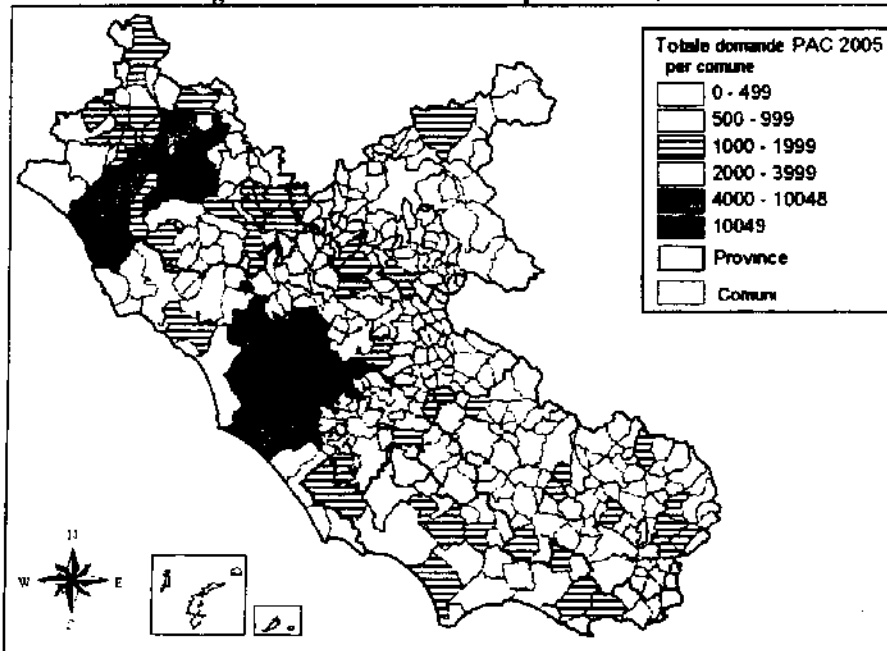 Totale domande PAC 2005
per comune
0 - 499
500 - 999
1000 - 1999
2000 - 3999
4000 - 10048
10049
Province
Comuni
N
W E
S